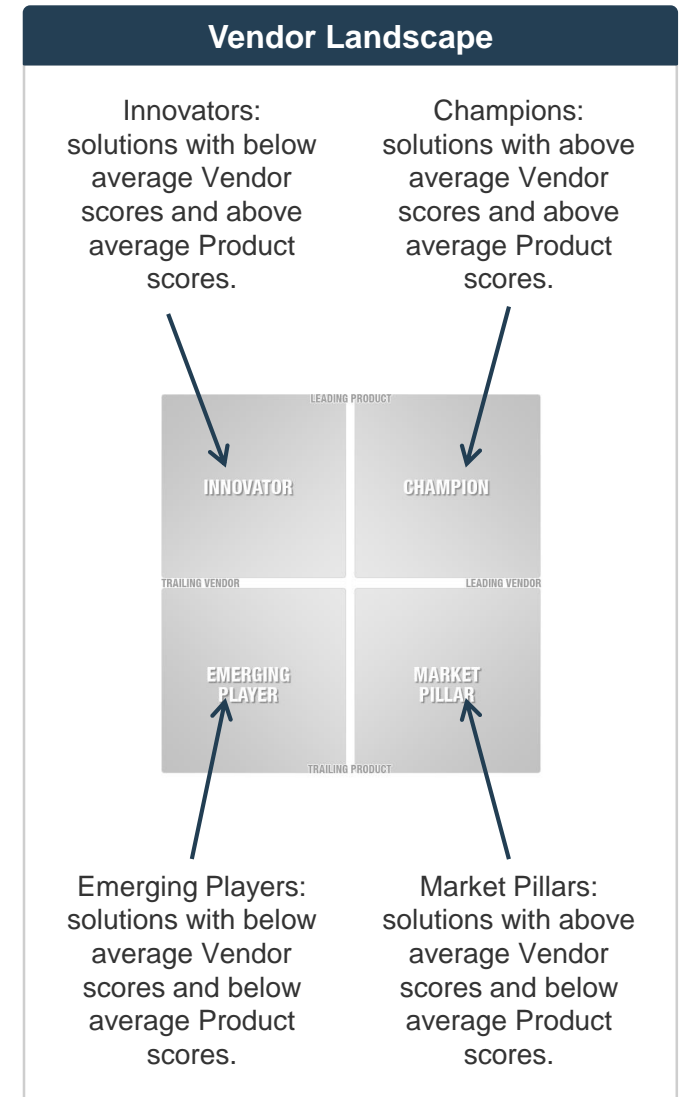 Vendor Landscape
Innovators:
solutions with below
average Vendor
scores and above
average Product
scores.
Champions:
solutions with above
average Vendor
scores and above
average Product
scores.
LEADING PRODUCT
INNOVATOR
CHAMPION
TRAILING VENDOR
LEADING VENDOR
EMERGING
PLAYER
MARKET
PILLAR
TRAILING PRODUCT
Emerging Players:
solutions with below
average Vendor
scores and below
average Product
scores.
Market Pillars:
solutions with above
average Vendor
scores and below
average Product
scores.